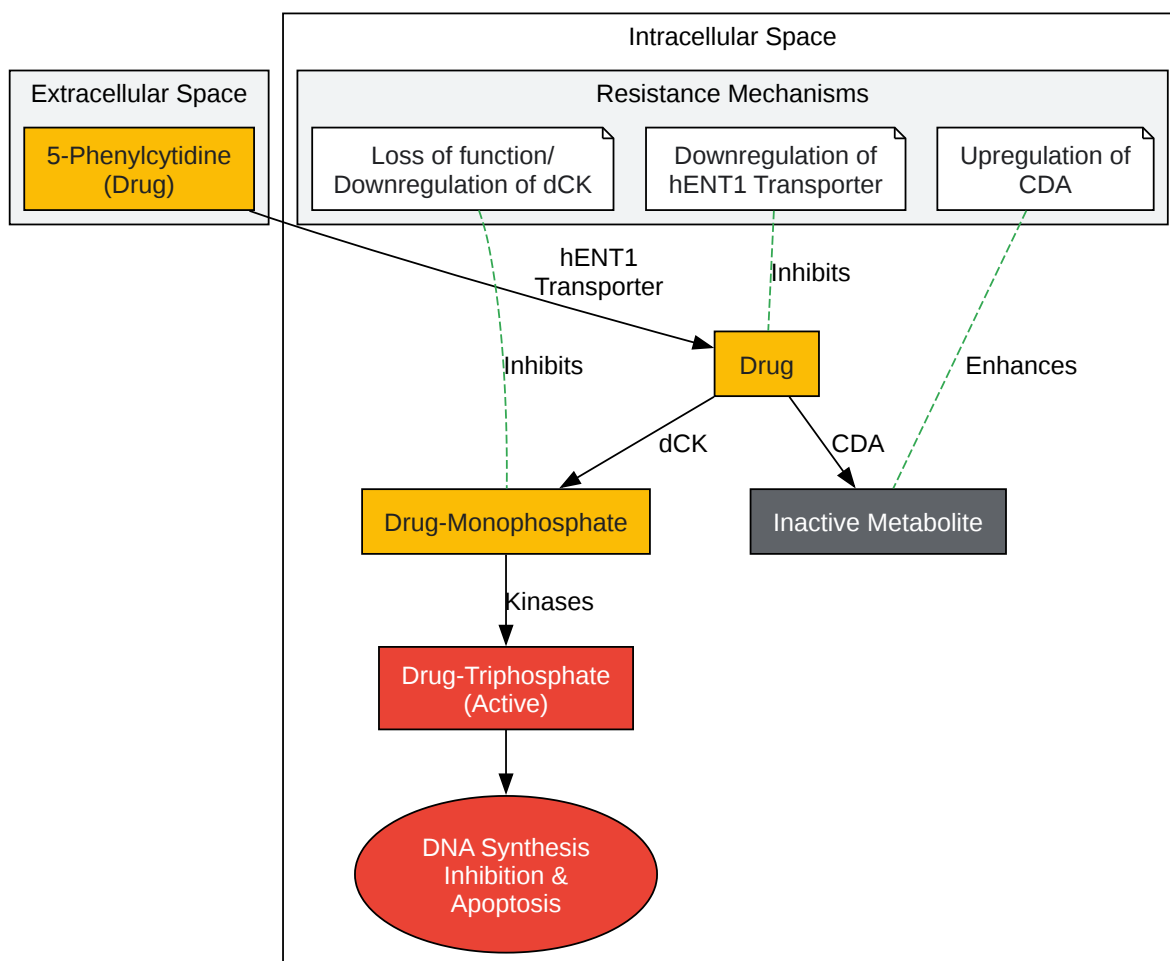 Intracellular Space
Extracellular Space
5-Phenylcytidine
(Drug)
Resistance Mechanisms
Loss of function/
Downregulation of dCK
Downregulation of
hENT1 Transporter
Upregulation of
CDA
hENT1
Transporter
Inhibits
Inhibits
Drug
Enhances
dCK
CDA
Drug-Monophosphate
Inactive Metabolite
Kinases
Drug-Triphosphate
(Active)
DNA Synthesis
Inhibition &
Apoptosis